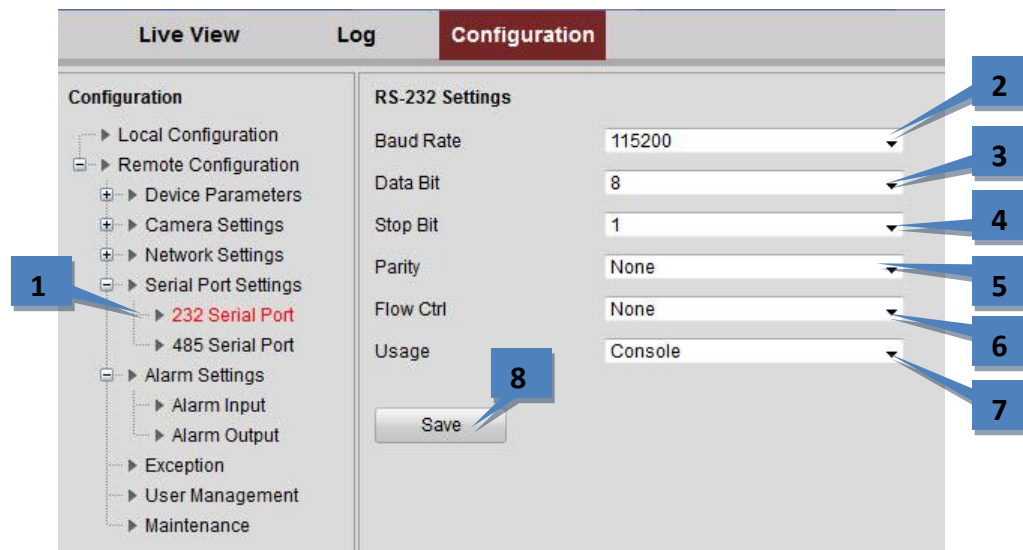 Live View Log Configuration
Configuration
Local Configuration
Remote Configuration
Device Parameters
Camera Settings
Network Settings
Serial Port Settings
232 Serial Port
485 Serial Port
Alarm Settings
Alarm Input
Alarm Output
Exception
User Management
Maintenance
1
RS-232 Settings
Baud Rate 115200
Data Bit 8
Stop Bit 1
Parity None
Flow Ctrl None
Usage Console
Save
2
3
4
5
6
7
8